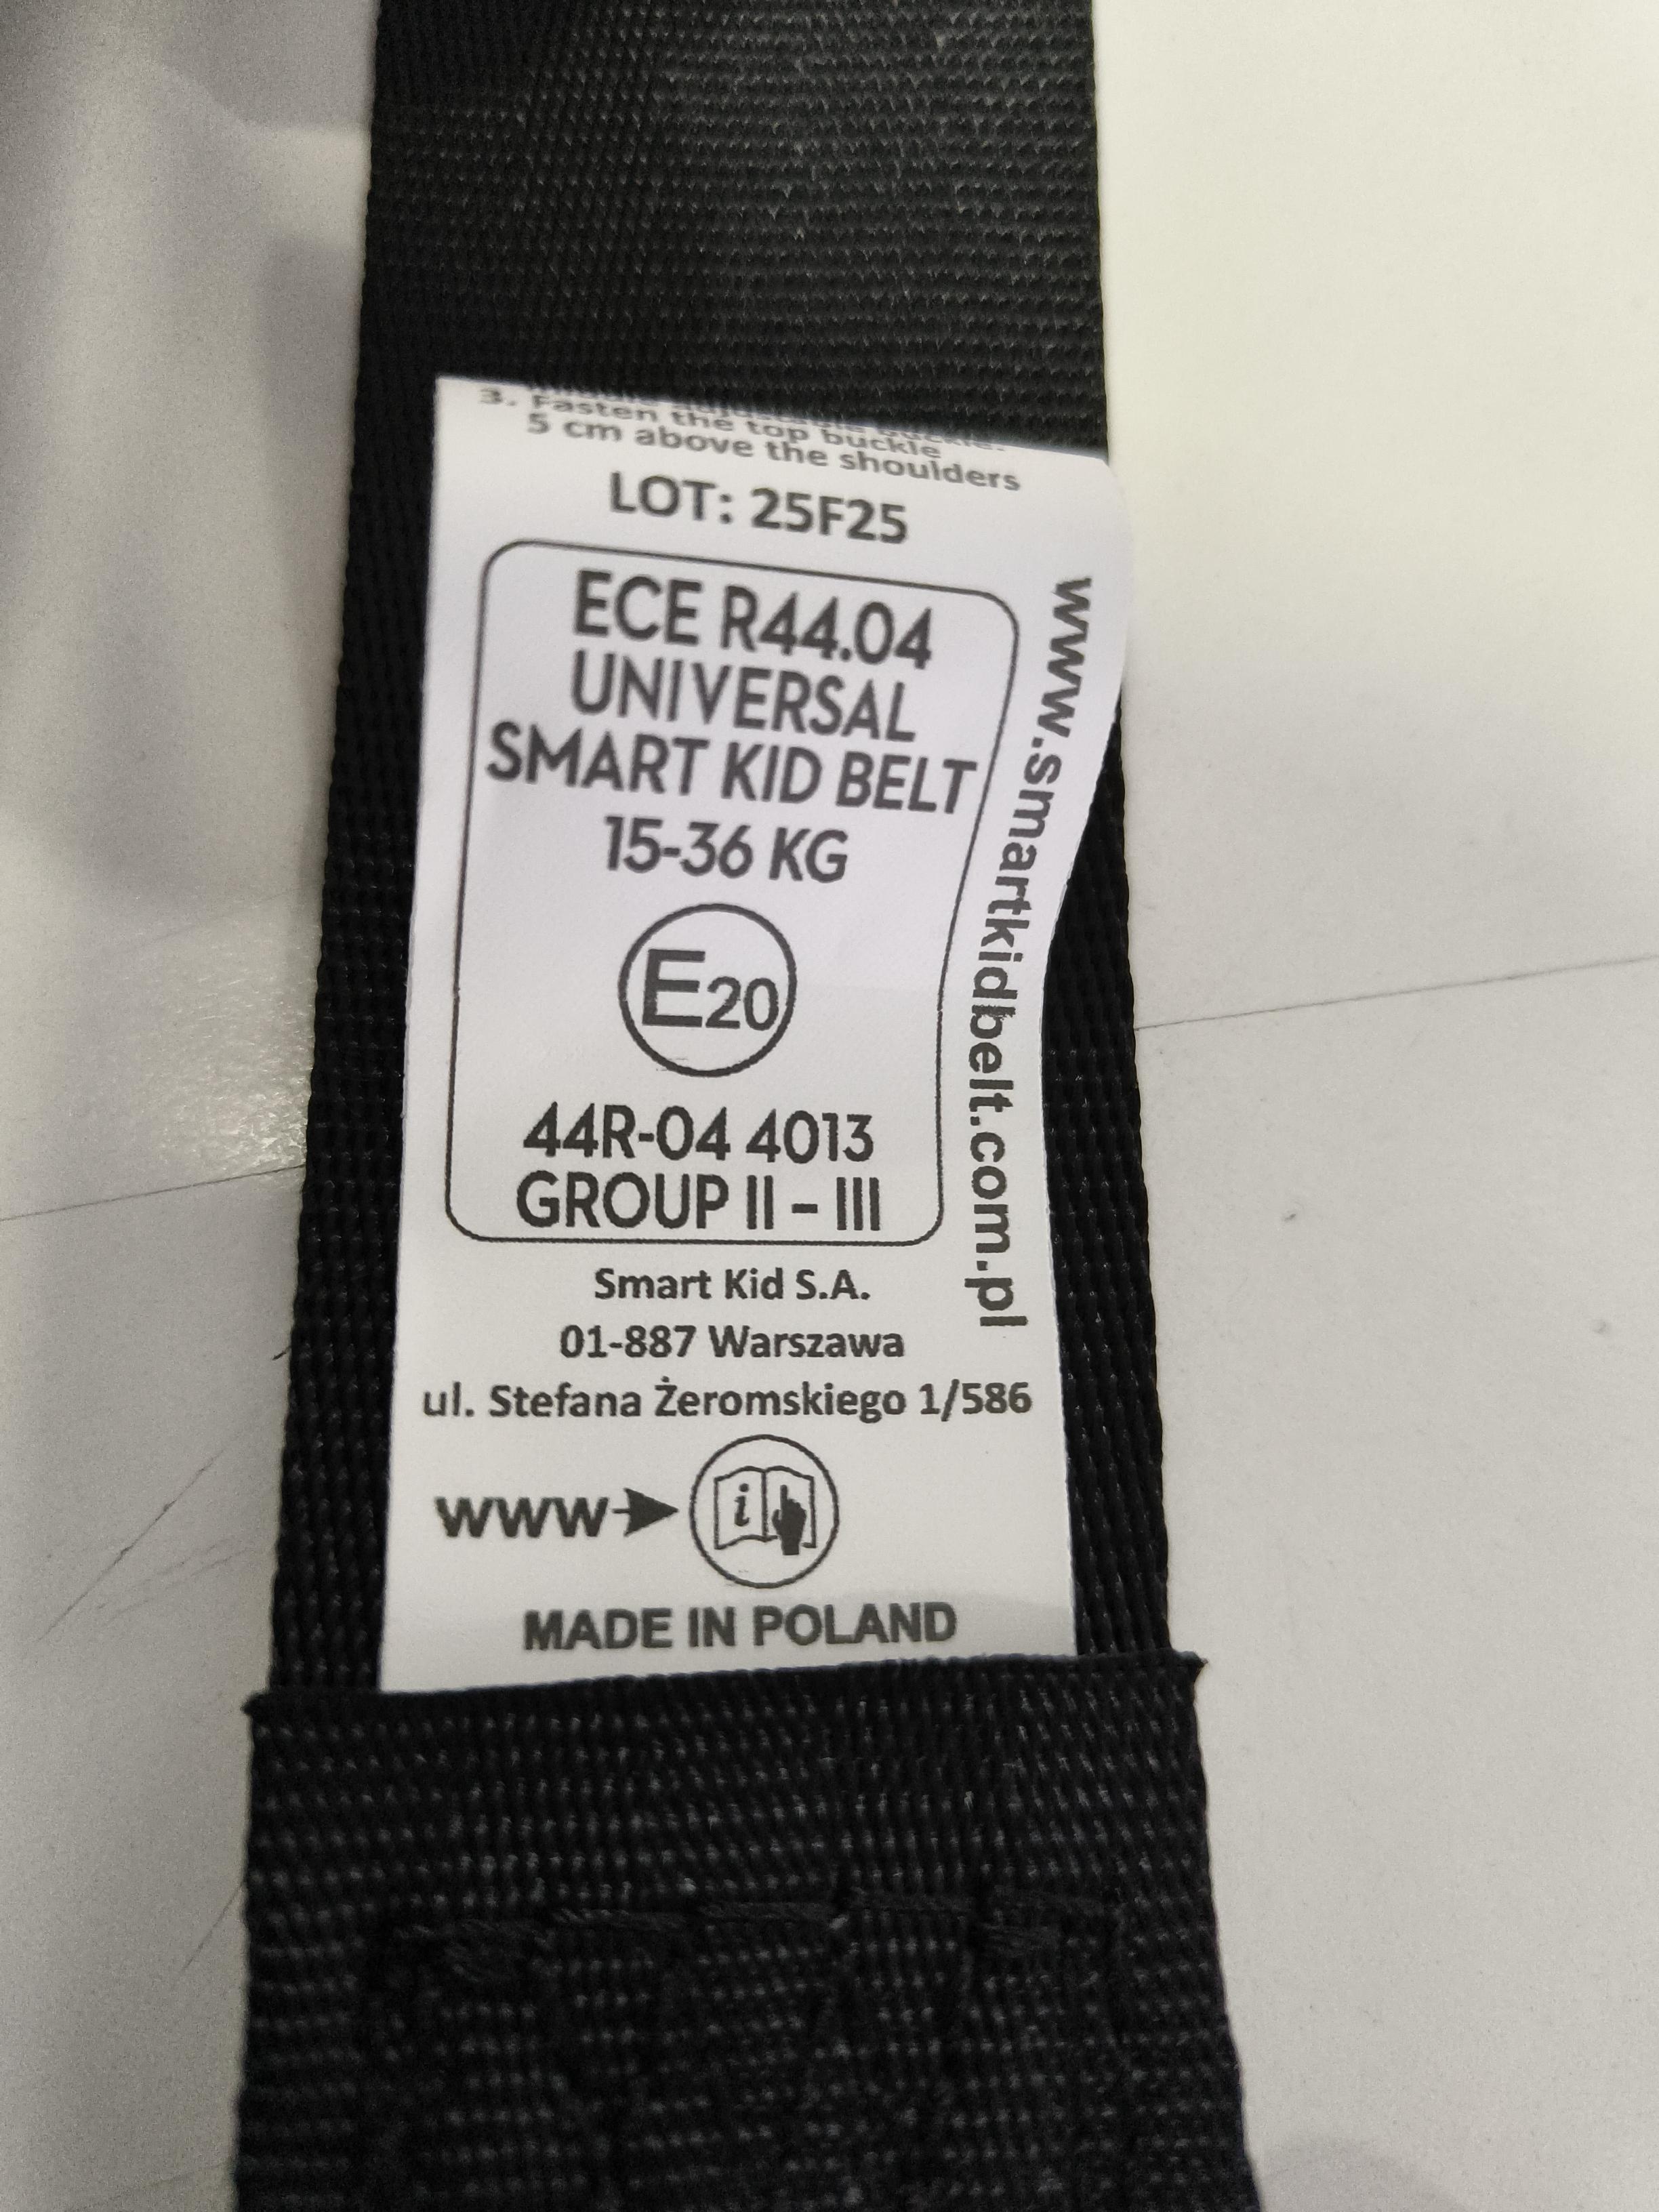 adjustable buckle.
3. Fasten the top buckle
5 cm above the shoulders
LOT: 25F25
ECE R44.04
UNIVERSAL
SMART KID BELT
15-36 KG
E20
44R-04 4013
GROUP II – III
www.smartkidbelt.com.pl
Smart Kid S.A.
01-887 Warszawa
ul. Stefana Żeromskiego 1/586
www
i
MADE IN POLAND